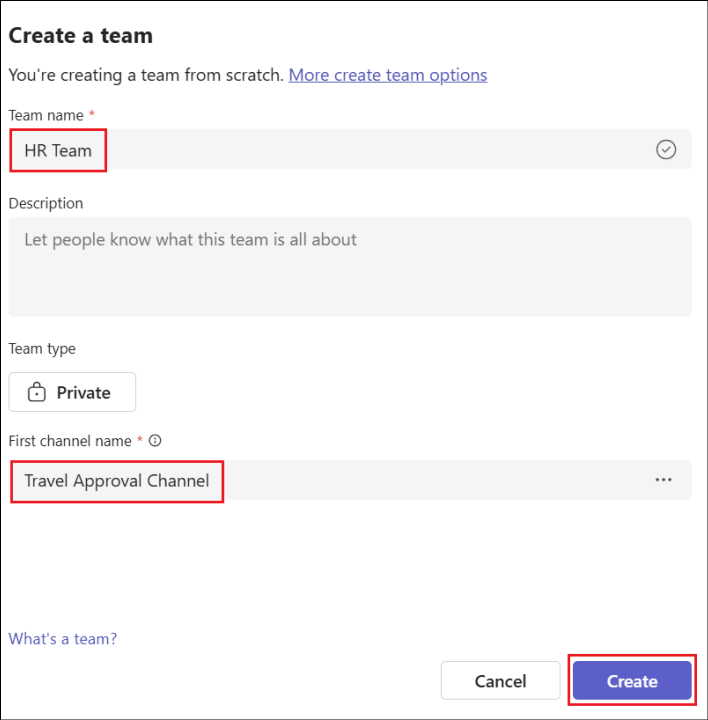 Create a team
You're creating a team from scratch. More create team options
Team name *
HR Team
Description
Let people know what this team is all about
Team type
Private
First channel name *
Travel Approval Channel
What's a team?
Cancel
Create